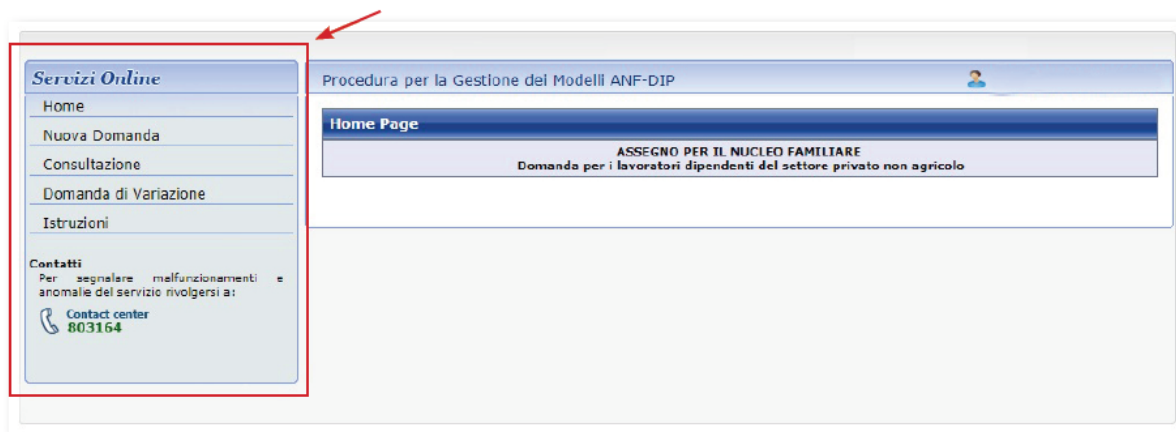 Servizi Online
Home
Nuova Domanda
Consultazione
Domanda di Variazione
Istruzioni
Contatti
Per segnalare malfunzionamenti e
anomalie del servizio rivolgersi a:
Contact center
803164
Procedura per la Gestione dei Modelli ANF-DIP
Home Page
ASSEGNO PER IL NUCLEO FAMILIARE
Domanda per i lavoratori dipendenti del settore privato non agricolo